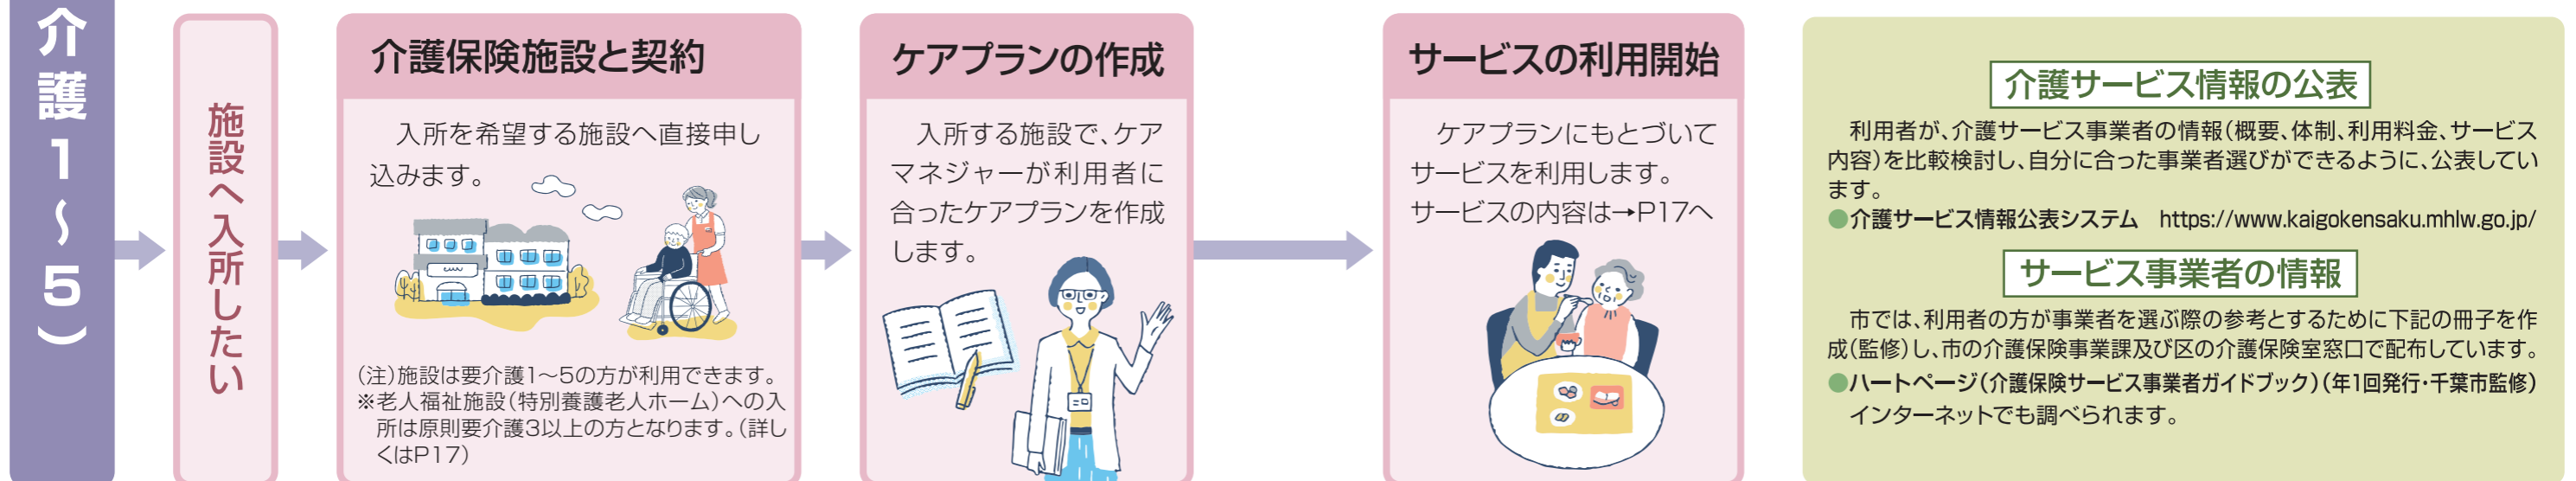 介護1〜5）
施設へ入所したい
介護保険施設と契約
入所を希望する施設へ直接申し
込みます。
（注）施設は要介護1〜5の方が利用できます。
※老人福祉施設（特別養護老人ホーム）への入
所は原則要介護3以上の方となります。（詳し
くはP17）
ケアプランの作成
入所する施設で、ケア
マネジャーが利用者に
合ったケアプランを作成
します。
サービスの利用開始
ケアプランにもとづいて
サービスを利用します。
サービスの内容は→P17へ
介護サービス情報の公表
利用者が、介護サービス事業者の情報（概要、体制、利用料金、サービス
内容）を比較検討し、自分に合った事業者選びができるように、公表してい
ます。
●介護サービス情報公表システム　https://www.kaigokensaku.mhlw.go.jp/
サービス事業者の情報
市では、利用者の方が事業者を選ぶ際の参考とするために下記の冊子を作
成（監修）し、市の介護保険事業課及び区の介護保険室窓口で配布しています。
●ハートページ（介護保険サービス事業者ガイドブック）（年1回発行・千葉市監修）
インターネットでも調べられます。